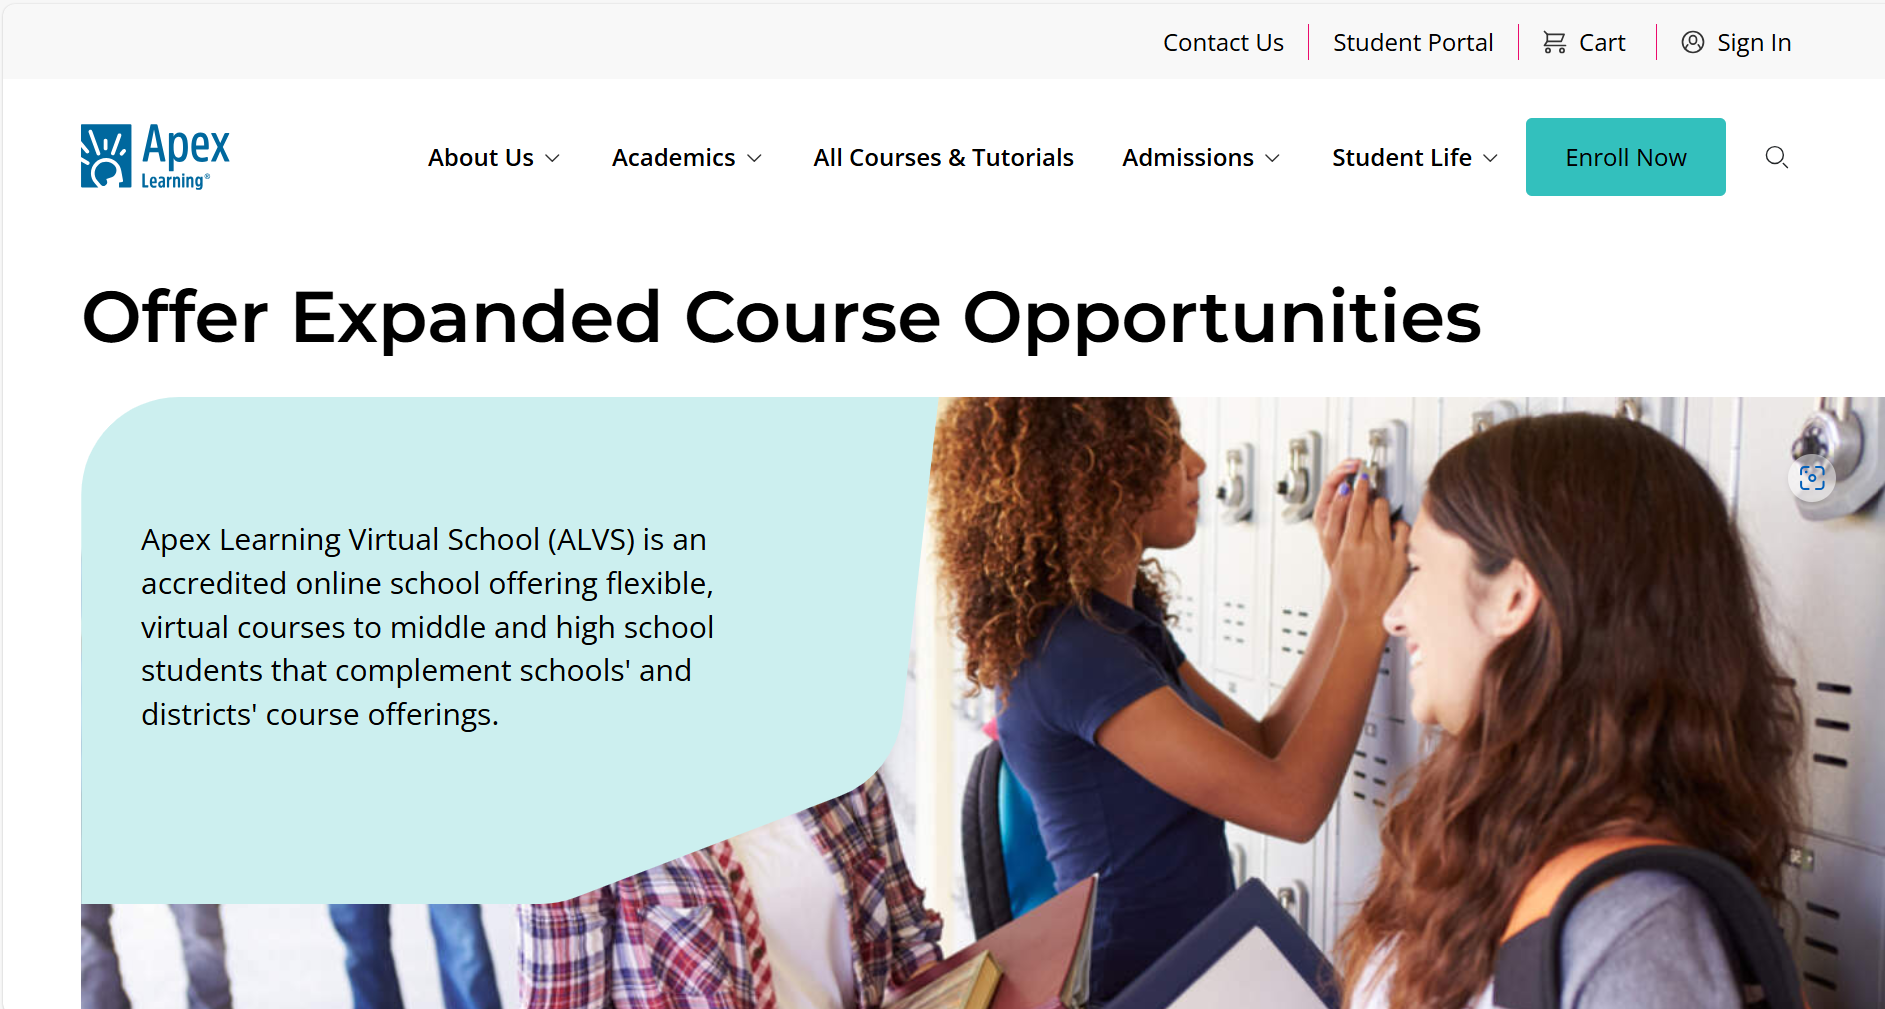 Contact Us
Student Portal
Cart
Sign In
Apex
Learning®
About Us
Academics
All Courses & Tutorials
Admissions
Student Life
Enroll Now
Offer Expanded Course Opportunities
Apex Learning Virtual School (ALVS) is an
accredited online school offering flexible,
virtual courses to middle and high school
students that complement schools' and
districts' course offerings.